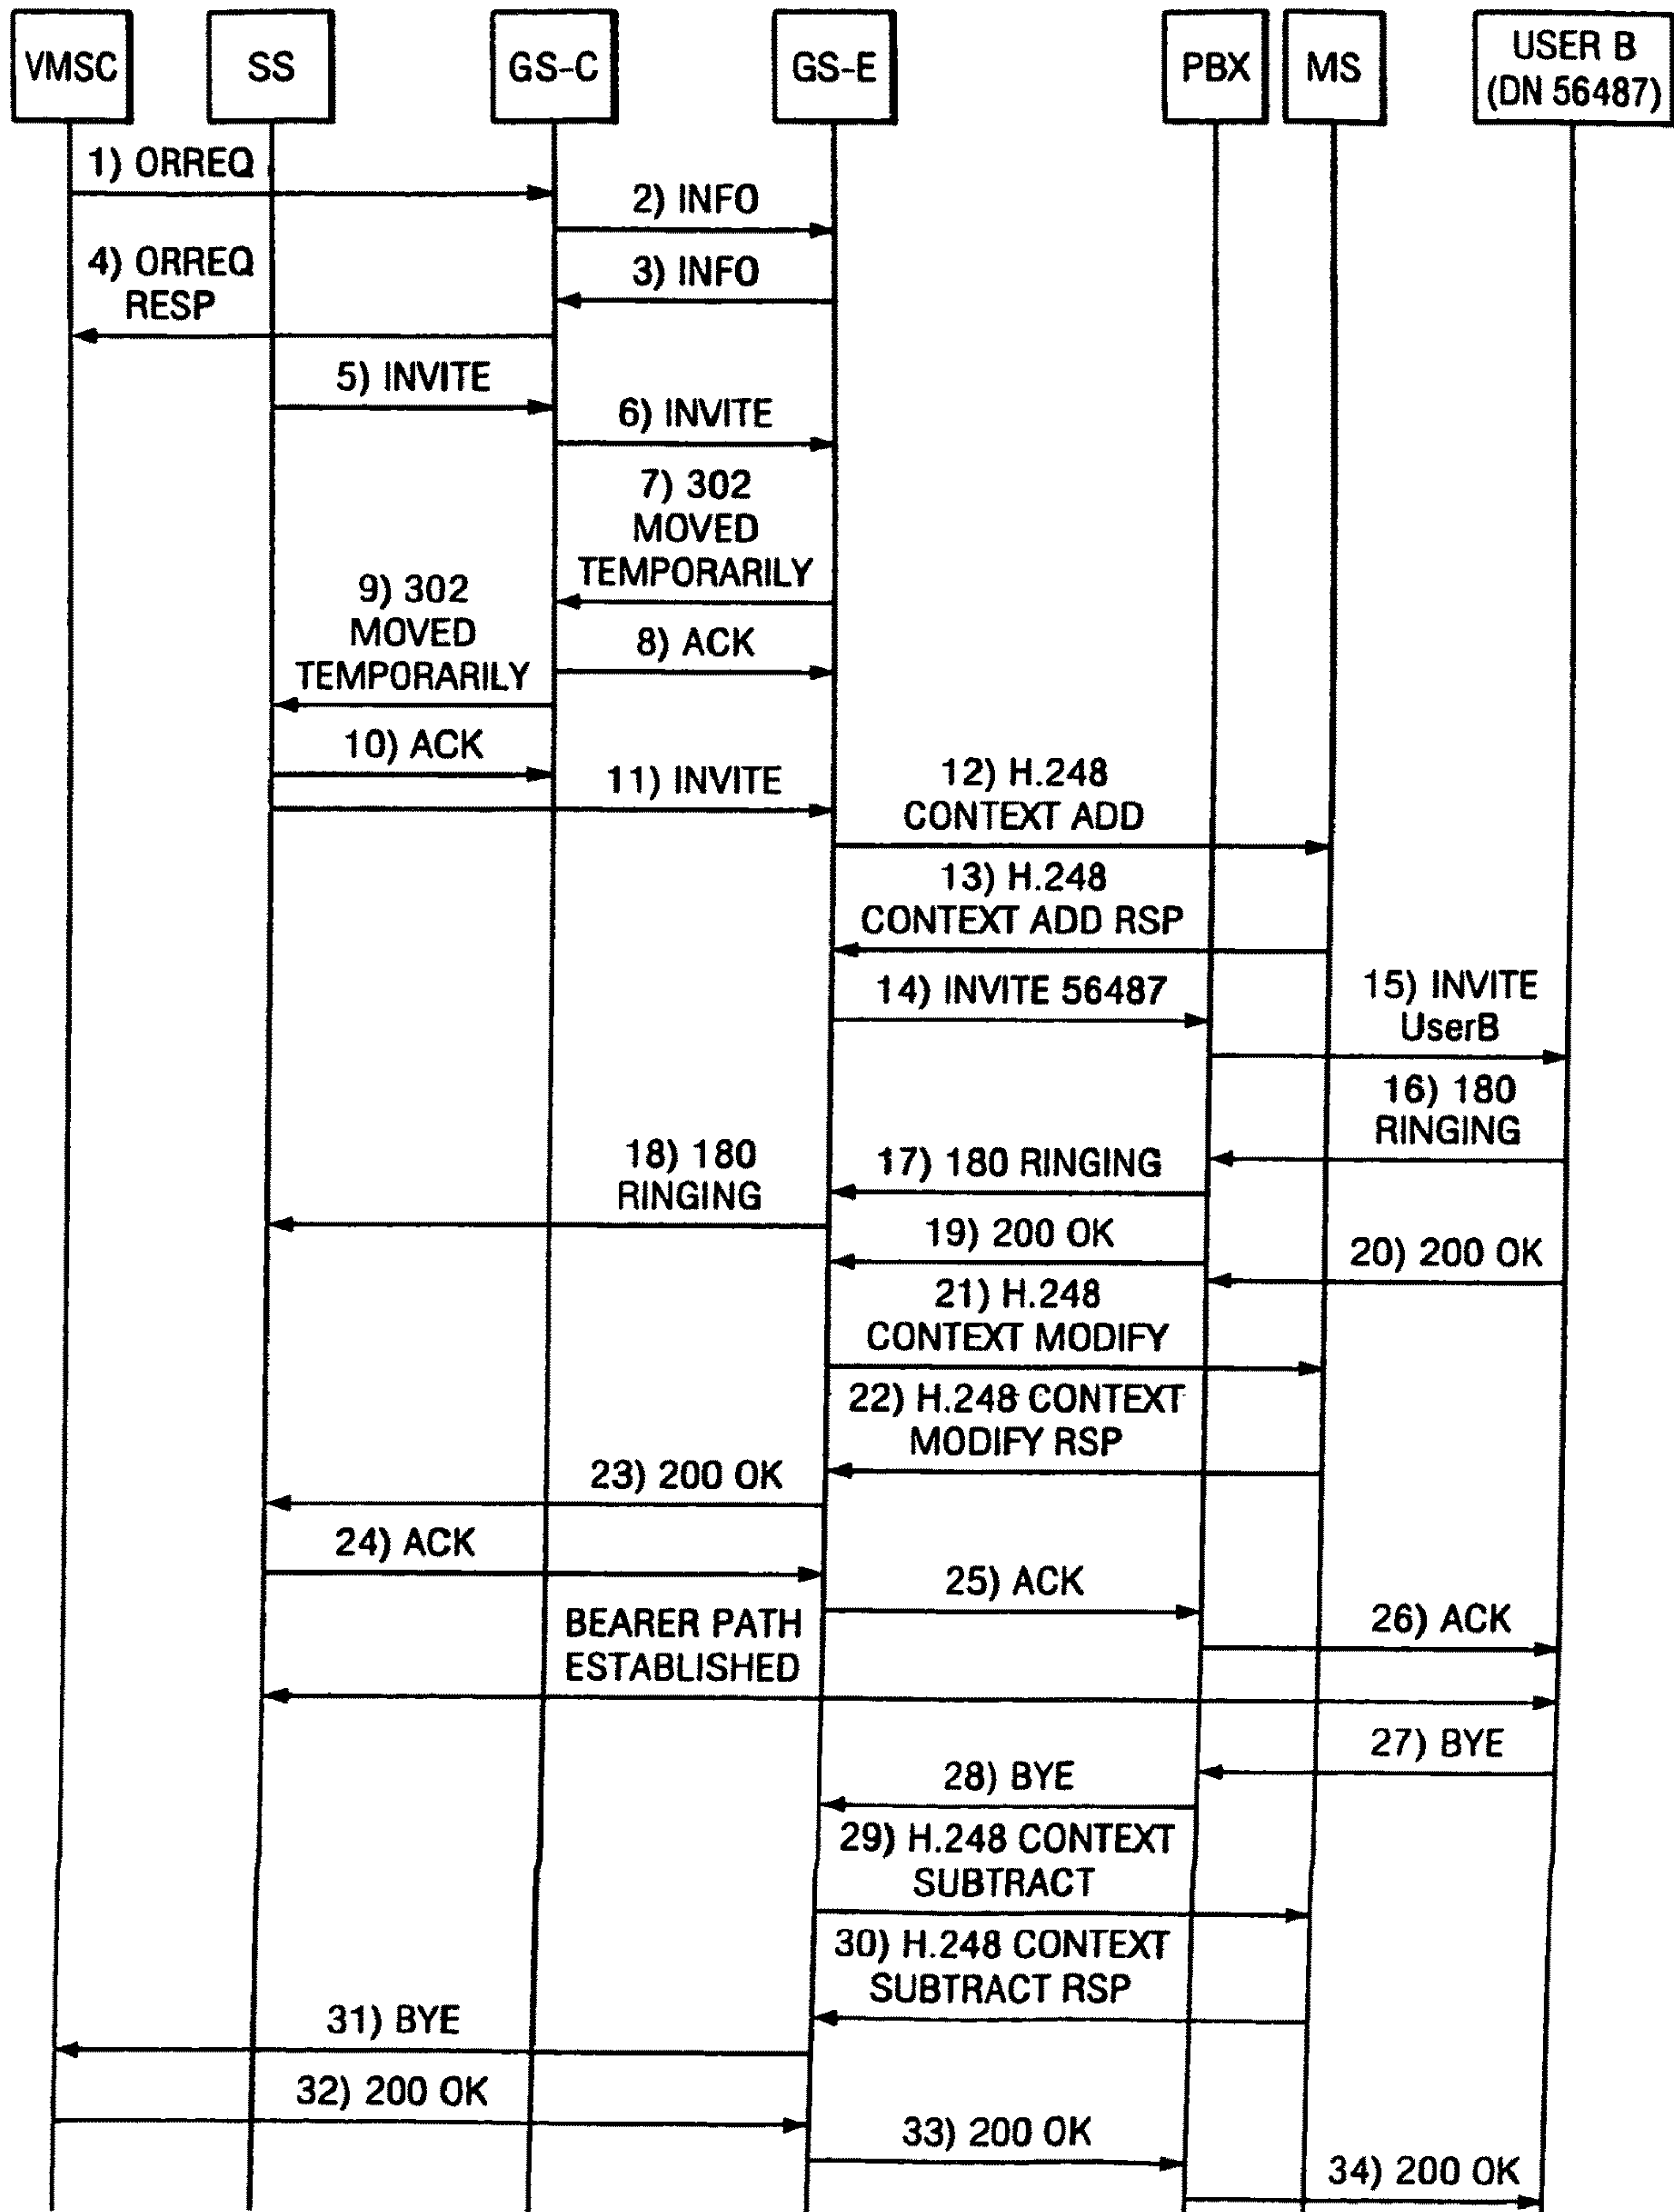 VMSC
SS
GS-C
GS-E
PBX
MS
USER B
(DN 56487)
1) ORREQ
2) INFO
3) INFO
4) ORREQ
RESP
5) INVITE
6) INVITE
7) 302
MOVED
TEMPORARILY
8) ACK
9) 302
MOVED
TEMPORARILY
10) ACK
11) INVITE
12) H.248
CONTEXT ADD
13) H.248
CONTEXT ADD RSP
14) INVITE 56487
15) INVITE
UserB
16) 180
RINGING
17) 180 RINGING
18) 180
RINGING
19) 200 OK
20) 200 OK
21) H.248
CONTEXT MODIFY
22) H.248 CONTEXT
MODIFY RSP
23) 200 OK
24) ACK
25) ACK
26) ACK
BEARER PATH
ESTABLISHED
27) BYE
28) BYE
29) H.248 CONTEXT
SUBTRACT
30) H.248 CONTEXT
SUBTRACT RSP
31) BYE
32) 200 OK
33) 200 OK
34) 200 OK